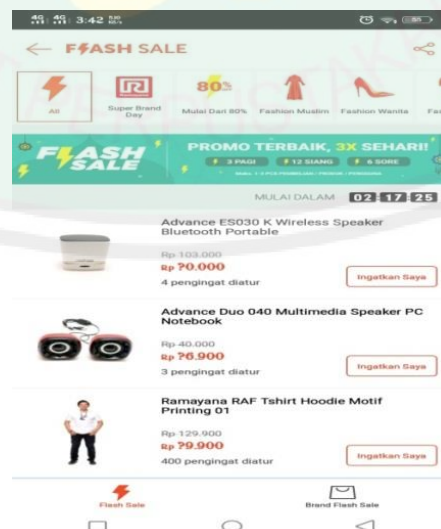 4G 4G 3:42
FLASH SALE
All
Super Brand Day
80%
Mulai Dari 80%
Fashion Muslim
Fashion Wanita
FLASH SALE
PROMO TERBAIK, 3X SEHARI!
3 PAGI 12 SIANG 6 SORE
MULAI DALAM 02 17 25
Advance ES030 K Wireless Speaker
Bluetooth Portable
Rp 103.000
Rp ?0.000
4 pengingat diatur
Ingatkan Saya
Advance Duo 040 Multimedia Speaker PC
Notebook
Rp 40.000
Rp ?6.900
3 pengingat diatur
Ingatkan Saya
Ramayana RAF Tshirt Hoodie Motif
Printing 01
Rp 129.900
Rp ?9.900
400 pengingat diatur
Ingatkan Saya
Flash Sale
Brand Flash Sale